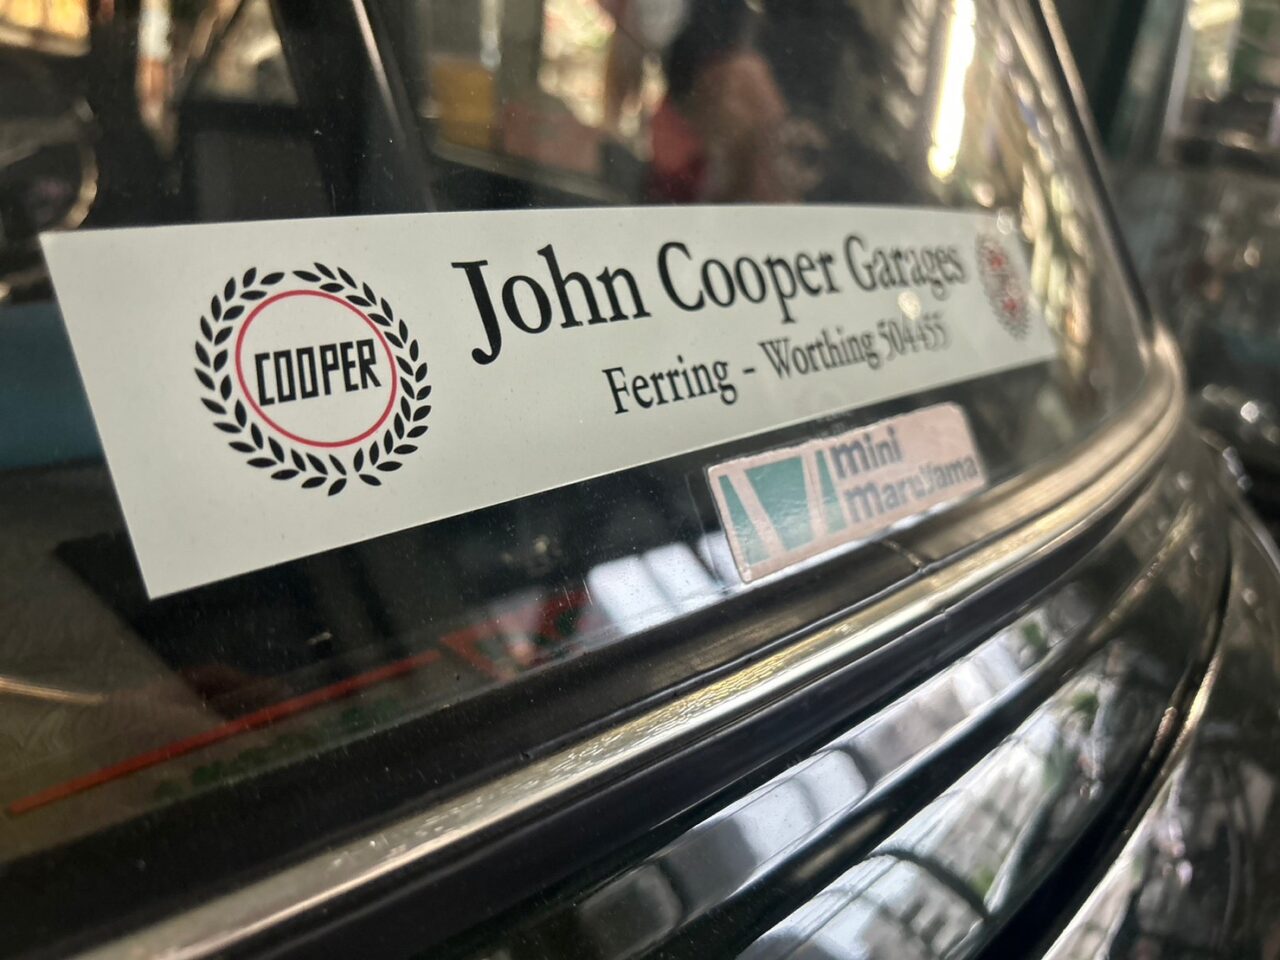 COOPER
John Cooper Garages
Ferring - Worthing 504455
mini
maruyama